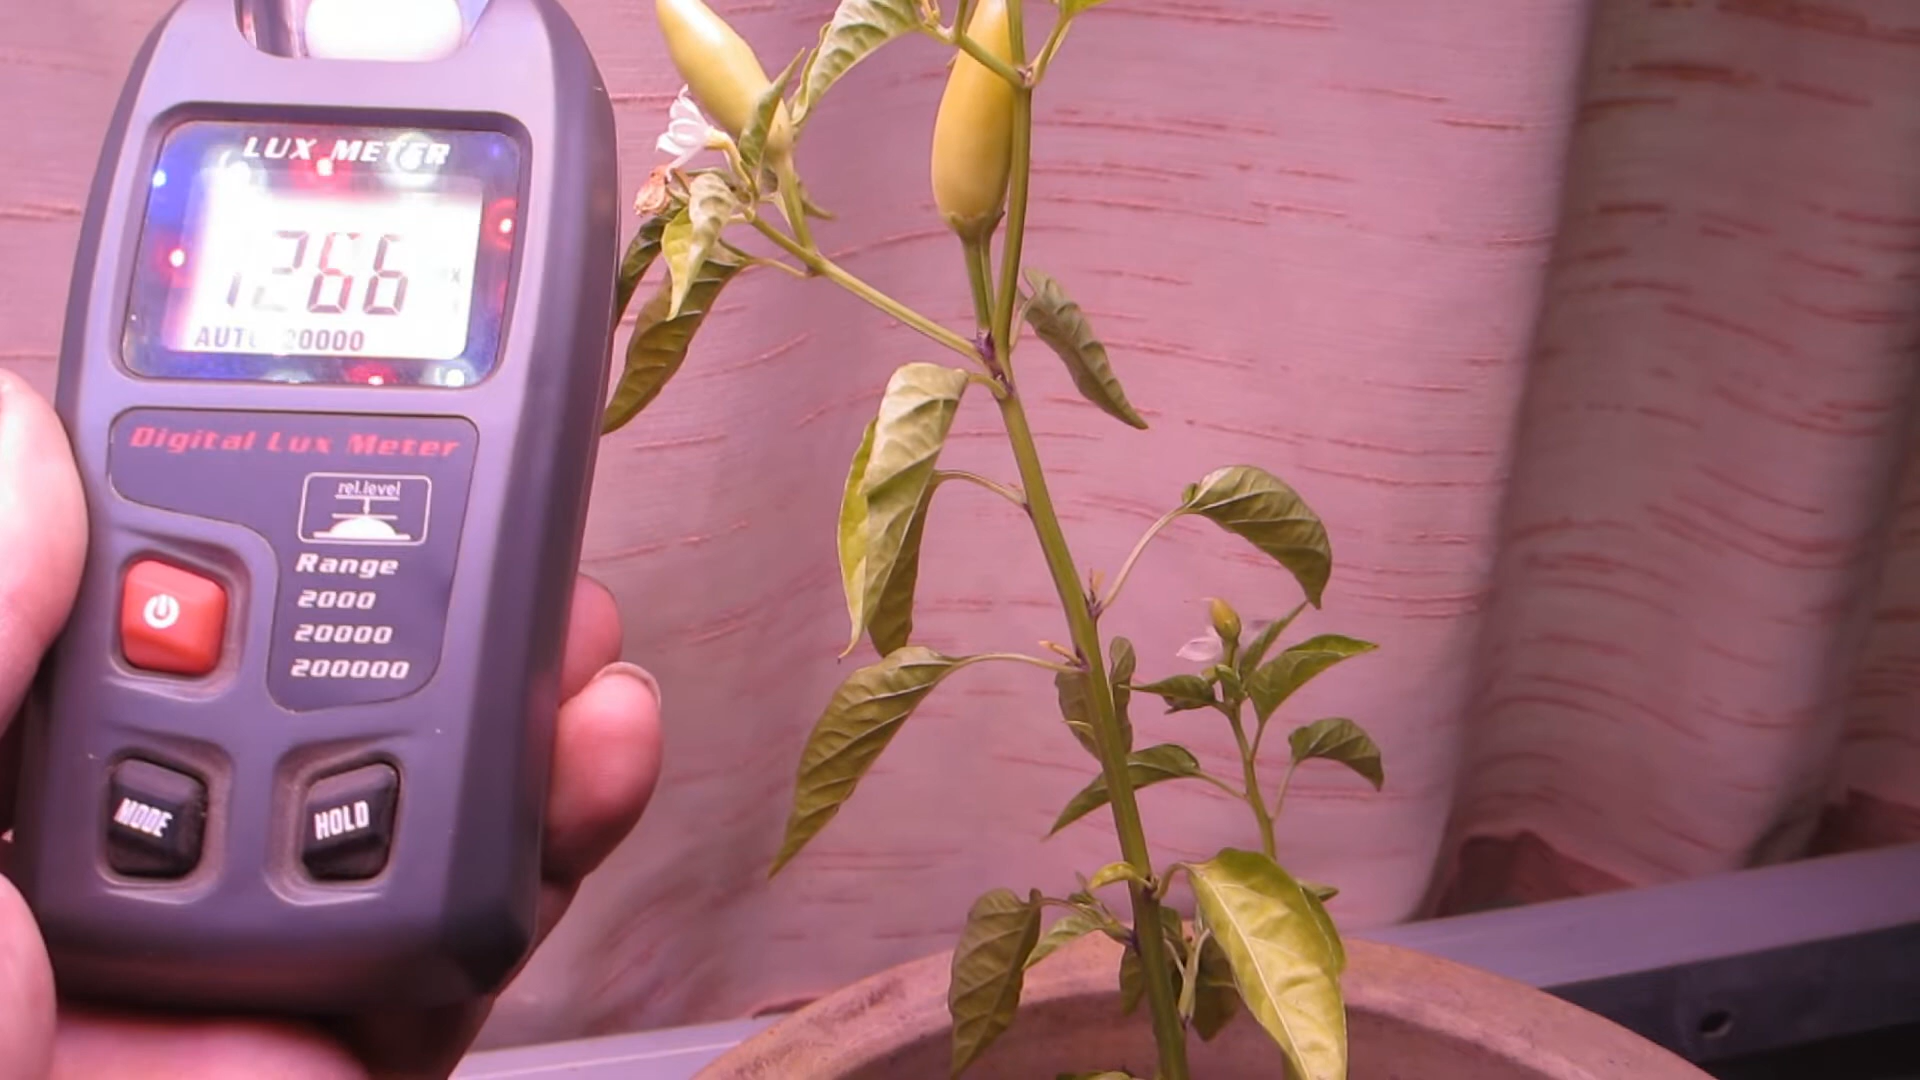 LUX METER
1266
AUTO 20000
Digital Lux Meter
rel.level
Range
2000
20000
200000
MODE
HOLD